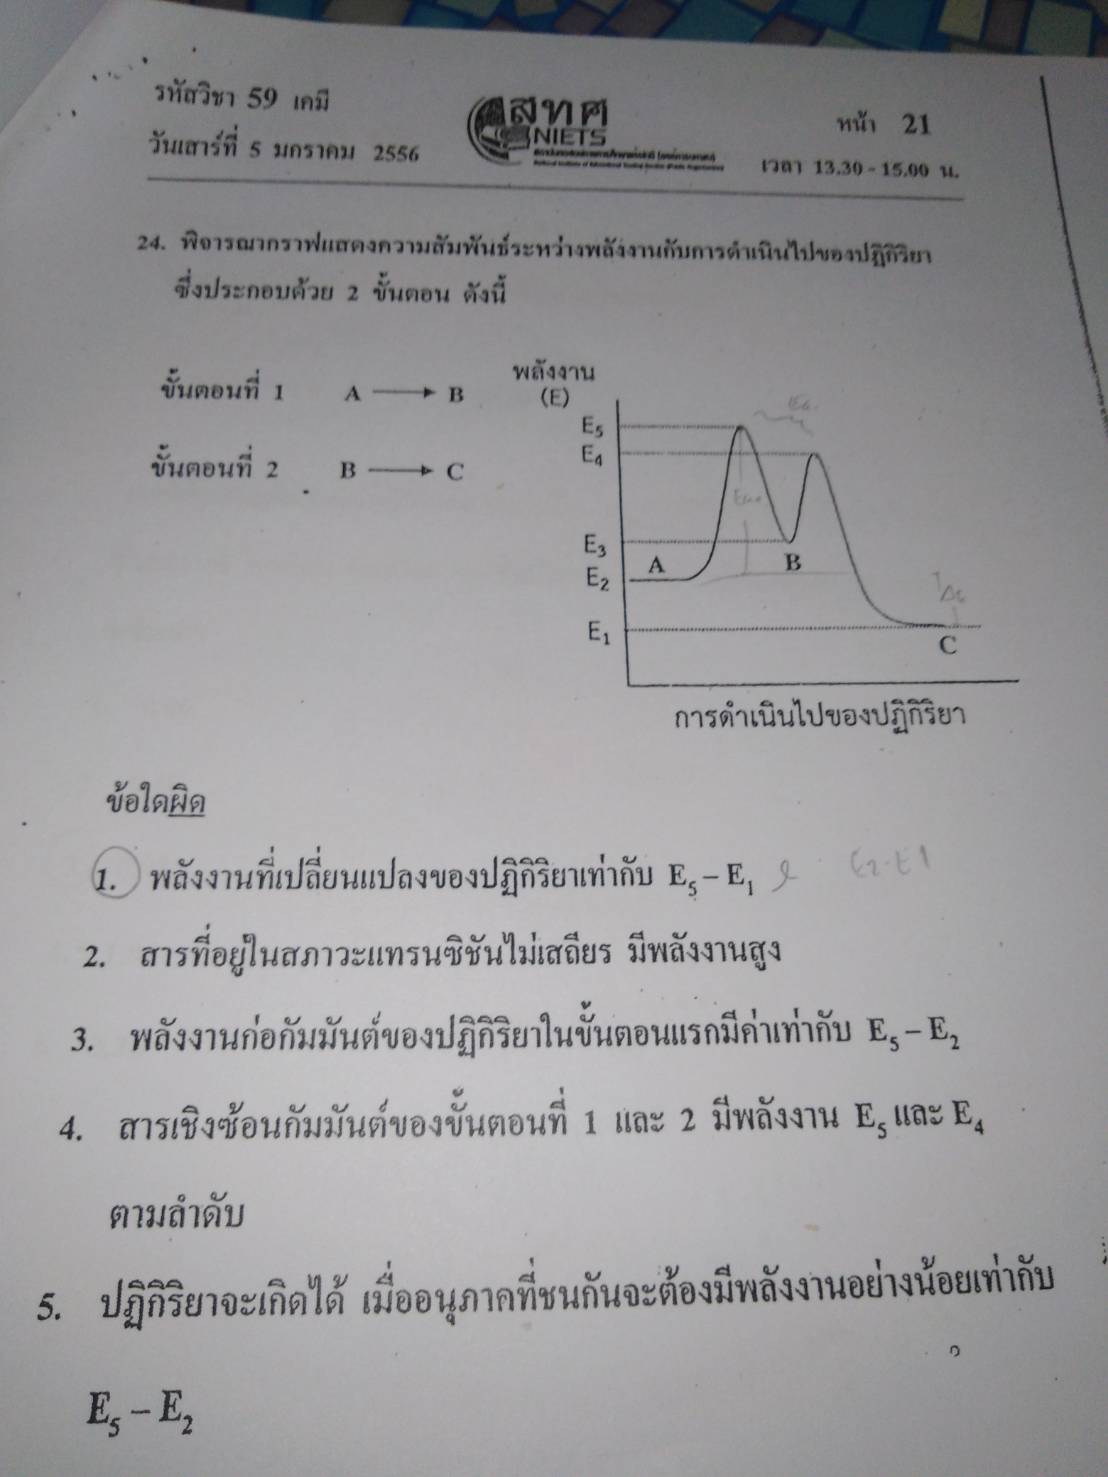 รหัสวิชา 59 เคมี
สทศ
หน้า 21
NIETS
วันเสาร์ที่ 5 มกราคม 2556
เวลา 13.30 - 15.00 น.
24. พิจารณากราฟแสดงความสัมพันธ์ระหว่างพลังงานกับการดำเนินไปของปฏิกิริยา
ซึ่งประกอบด้วย 2 ขั้นตอน ดังนี้
ขั้นตอนที่ 1 A → B
ขั้นตอนที่ 2 B → C
พลังงาน
(E)
E₅
E₄
E₃
E₂
E₁
A
B
C
การดำเนินไปของปฏิกิริยา
ข้อใดผิด
1. พลังงานที่เปลี่ยนแปลงของปฏิกิริยาเท่ากับ E₅ – E₁
E2-E1
2. สารที่อยู่ในสภาวะแทรนซิชันไม่เสถียร มีพลังงานสูง
3. พลังงานก่อกัมมันต์ของปฏิกิริยาในขั้นตอนแรกมีค่าเท่ากับ E₅ – E₂
4. สารเชิงซ้อนกัมมันต์ของขั้นตอนที่ 1 และ 2 มีพลังงาน E₅ และ E₄
ตามลำดับ
5. ปฏิกิริยาจะเกิดได้ เมื่ออนุภาคที่ชนกันจะต้องมีพลังงานอย่างน้อยเท่ากับ
E₅ – E₂